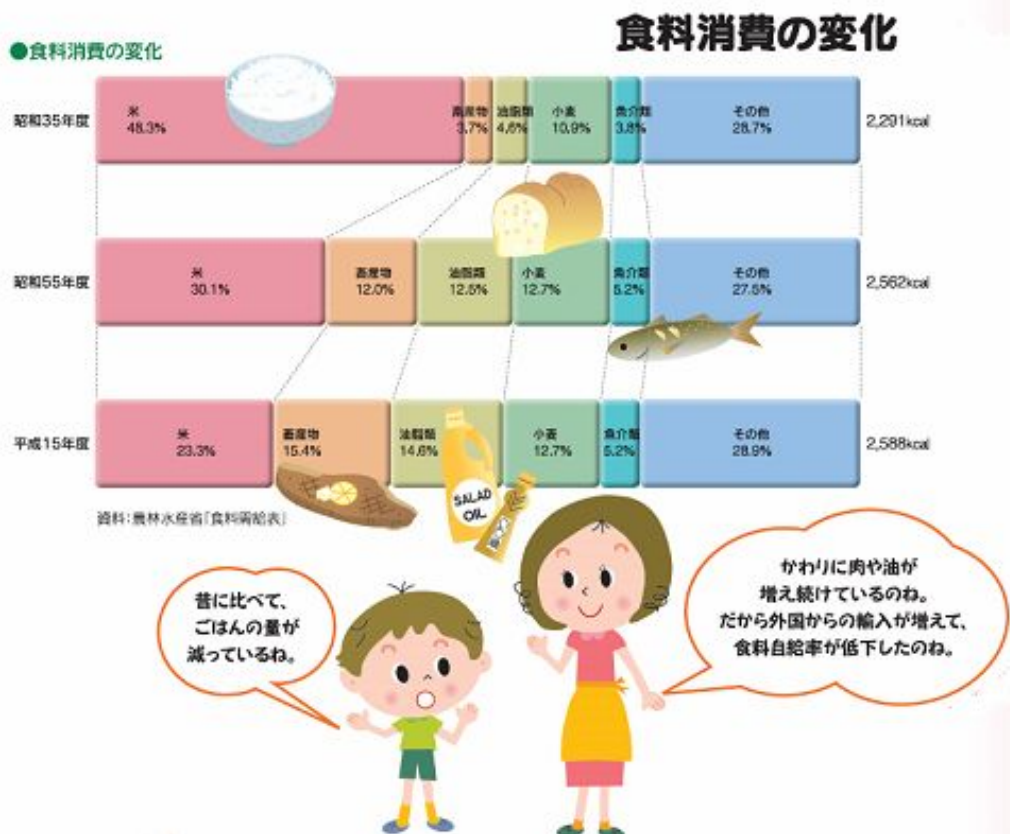 食料消費の変化
●食料消費の変化
昭和35年度
米
48.3%
畜産物
3.7%
油脂類
4.6%
小麦
10.9%
魚介類
3.8%
その他
28.7%
2,291kcal
昭和55年度
米
30.1%
畜産物
12.0%
油脂類
12.5%
小麦
12.7%
魚介類
5.2%
その他
27.5%
2,562kcal
平成15年度
米
23.3%
畜産物
15.4%
油脂類
14.6%
小麦
12.7%
魚介類
5.2%
その他
28.9%
2,588kcal
SALAD
OIL
資料：農林水産省「食料需給表」
昔に比べて、
ごはんの量が
減っているね。
かわりに肉や油が
増え続けているのね。
だから外国からの輸入が増えて、
食料自給率が低下したのね。